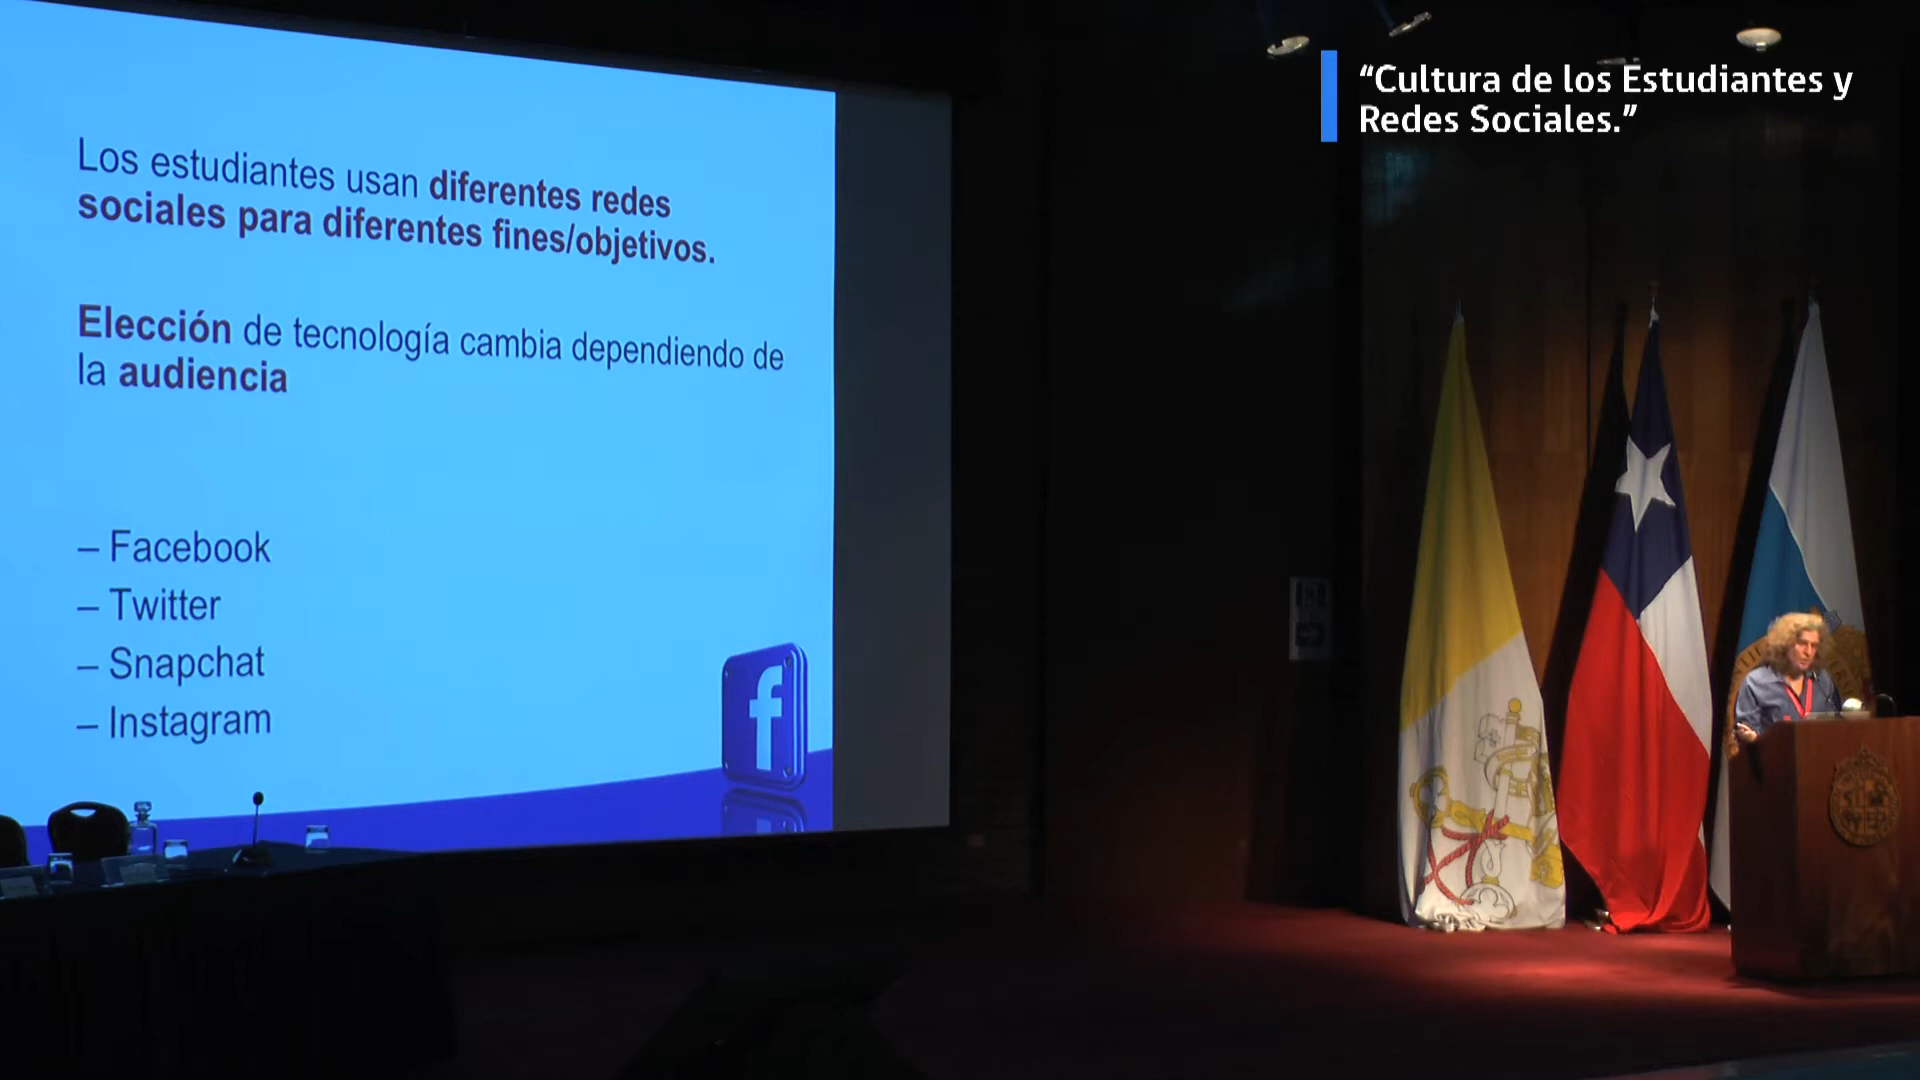 “Cultura de los Estudiantes y
Redes Sociales.”
Los estudiantes usan diferentes redes
sociales para diferentes fines/objetivos.
Elección de tecnología cambia dependiendo de
la audiencia
– Facebook
– Twitter
– Snapchat
– Instagram
f